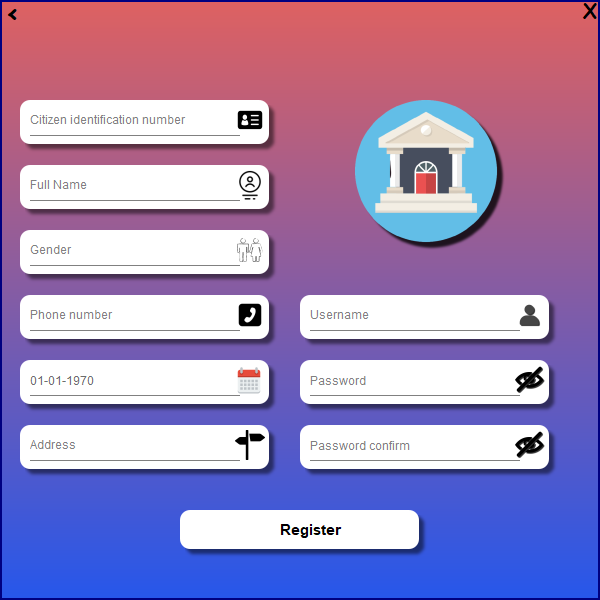 X
Citizen identification number
Full Name
Gender
Phone number
01-01-1970
Address
Username
Password
Password confirm
Register